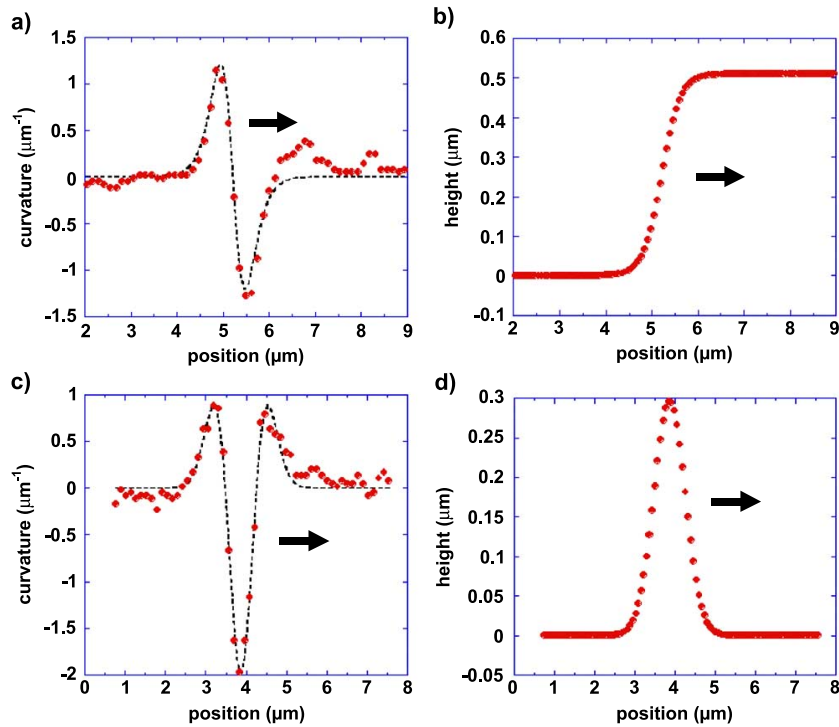 a)
curvature (µm⁻¹)
1.5
1
0.5
0
-0.5
-1
-1.5
2 3 4 5 6 7 8 9
position (µm)
b)
height (µm)
0.6
0.5
0.4
0.3
0.2
0.1
0
-0.1
2 3 4 5 6 7 8 9
position (µm)
c)
curvature (µm⁻¹)
1
0.5
0
-0.5
-1
-1.5
-2
0 1 2 3 4 5 6 7 8
position (µm)
d)
height (µm)
0.3
0.25
0.2
0.15
0.1
0.05
0
-0.05
0 1 2 3 4 5 6 7 8
position (µm)